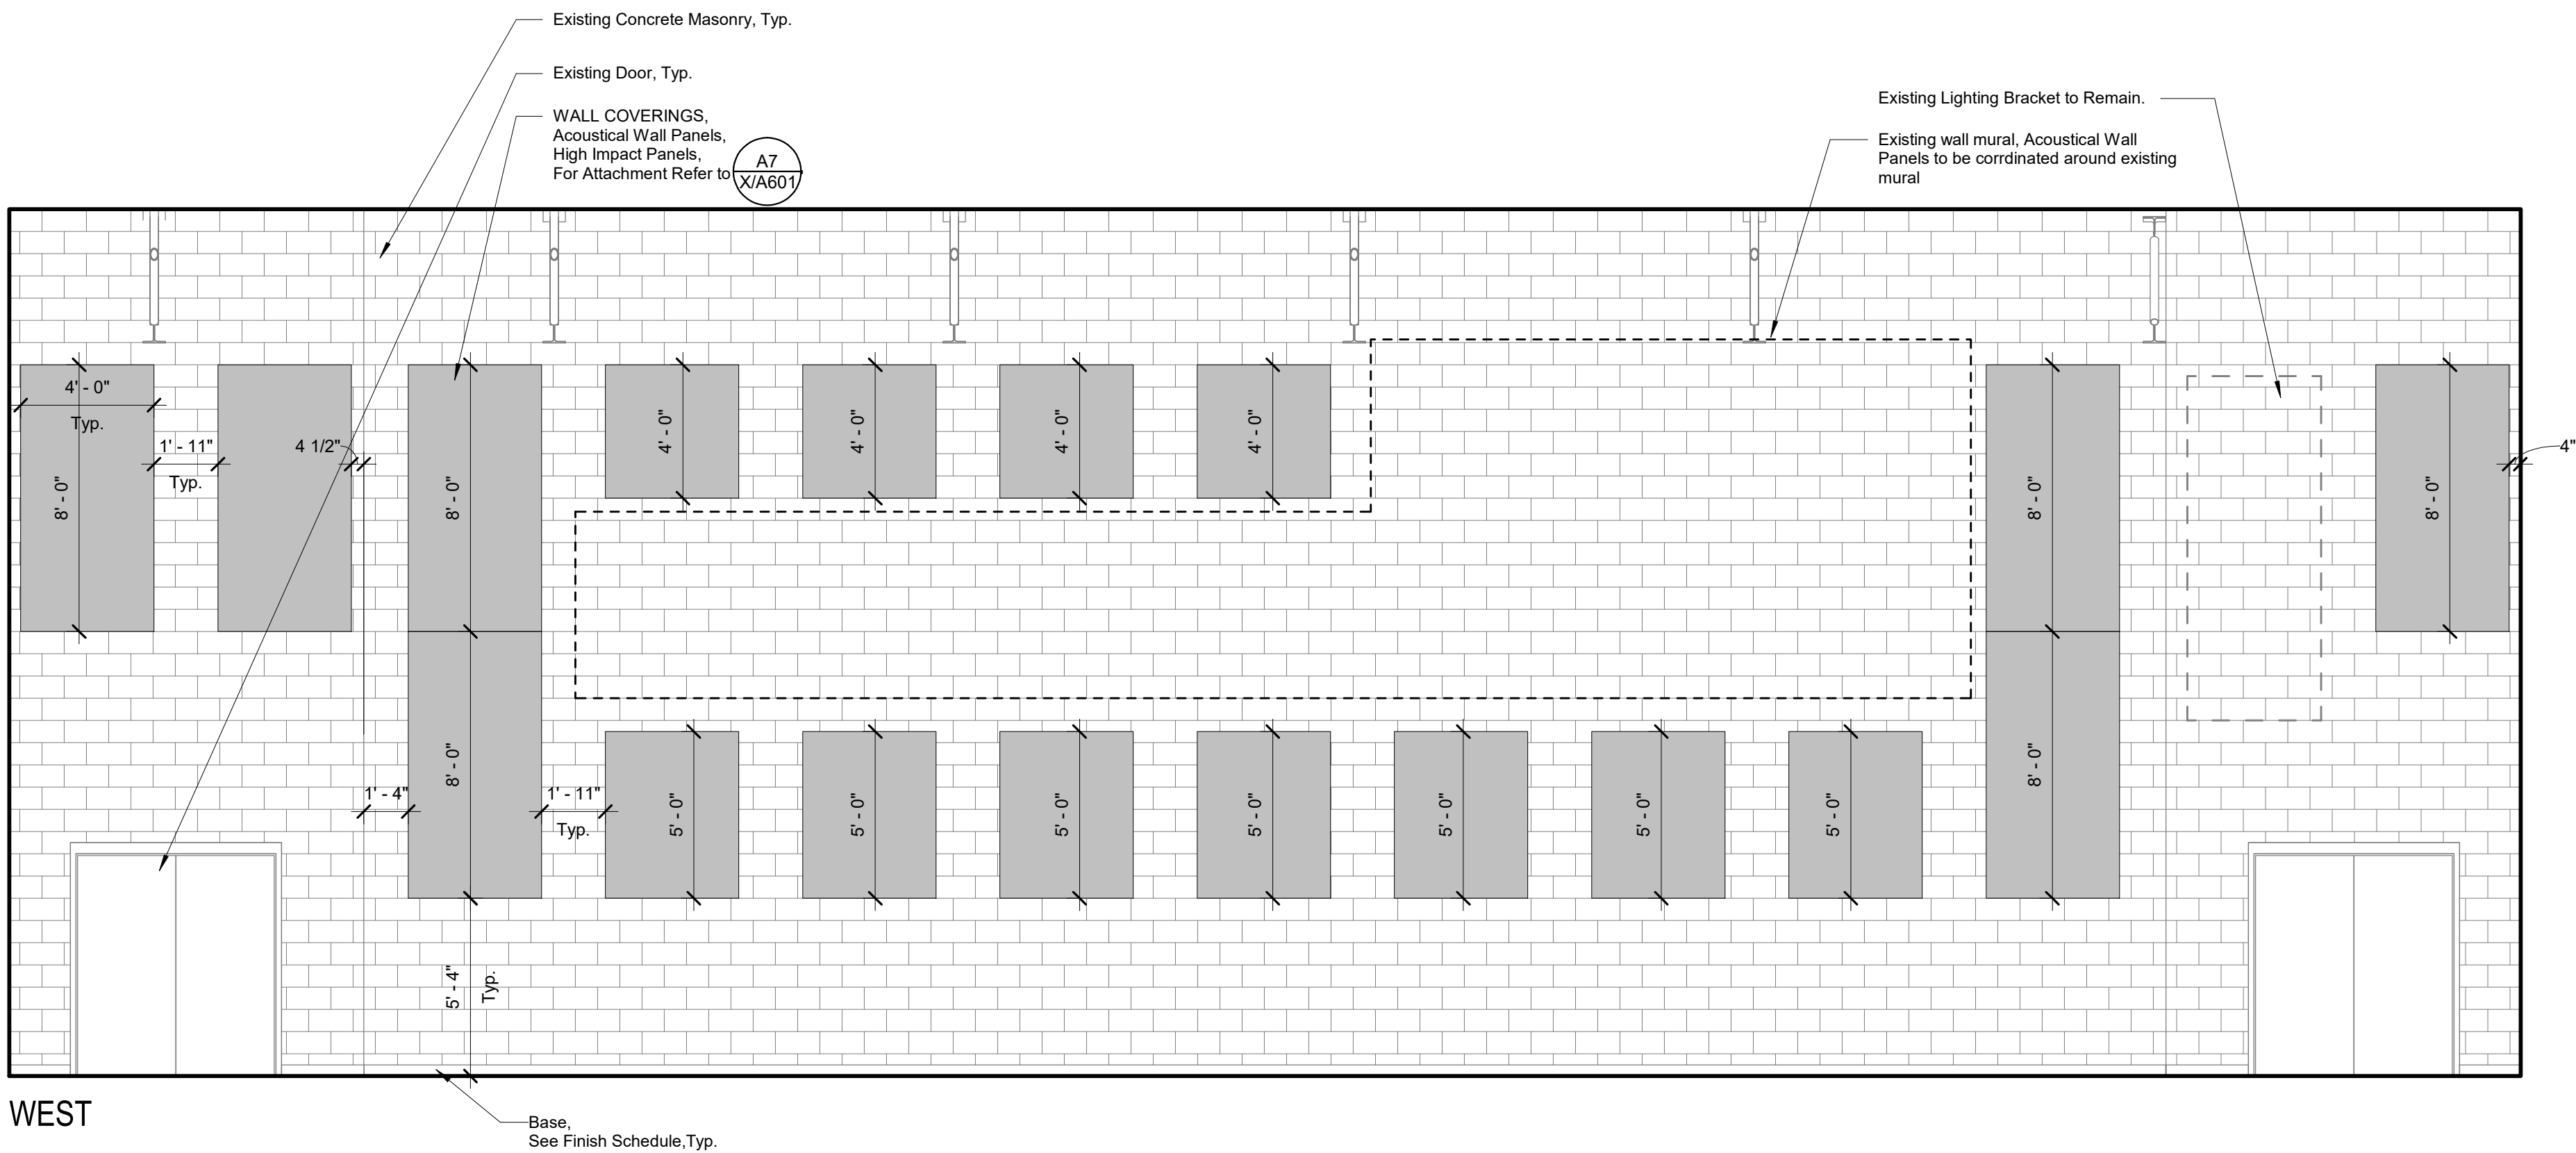 Existing Concrete Masonry, Typ.
Existing Door, Typ.
WALL COVERINGS,
Acoustical Wall Panels,
High Impact Panels,
For Attachment Refer to
A7
X/A601
Existing Lighting Bracket to Remain.
Existing wall mural, Acoustical Wall
Panels to be corrdinated around existing
mural
4' - 0"
Typ.
8' - 0"
1' - 11"
Typ.
4 1/2"
8' - 0"
4' - 0"
4' - 0"
4' - 0"
4' - 0"
8' - 0"
8' - 0"
4"
8' - 0"
1' - 4"
1' - 11"
Typ.
5' - 0"
5' - 0"
5' - 0"
5' - 0"
5' - 0"
5' - 0"
5' - 0"
8' - 0"
5' - 4"
Typ.
WEST
Base,
See Finish Schedule,Typ.